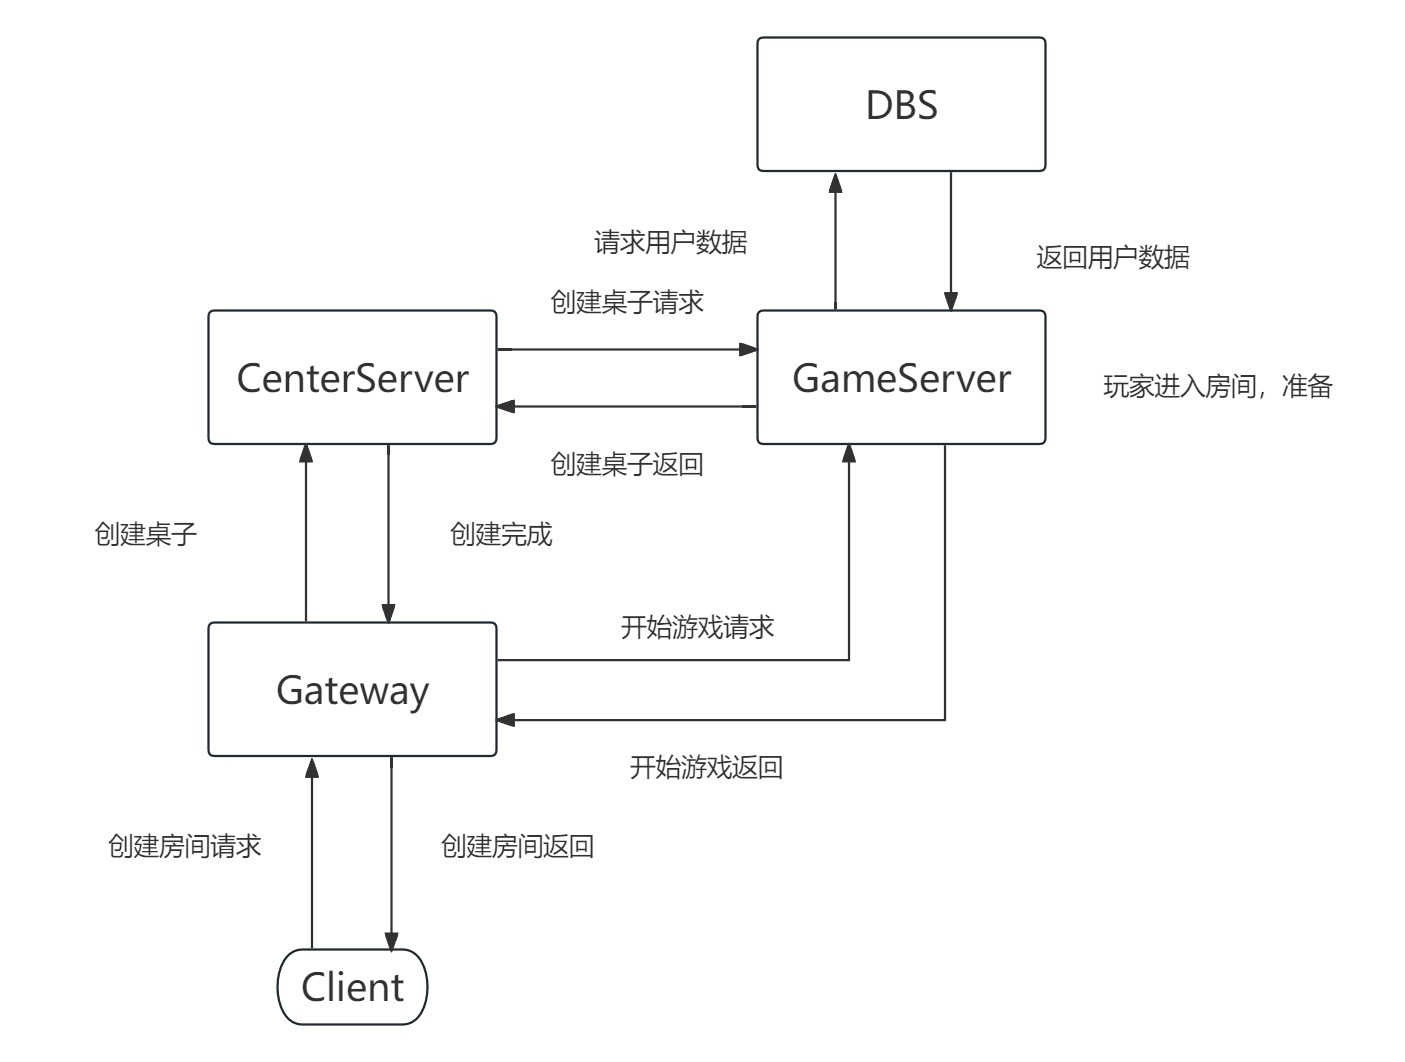 DBS
请求用户数据
返回用户数据
创建桌子请求
CenterServer
GameServer
玩家进入房间，准备
创建桌子返回
创建桌子
创建完成
开始游戏请求
Gateway
开始游戏返回
创建房间请求
创建房间返回
Client